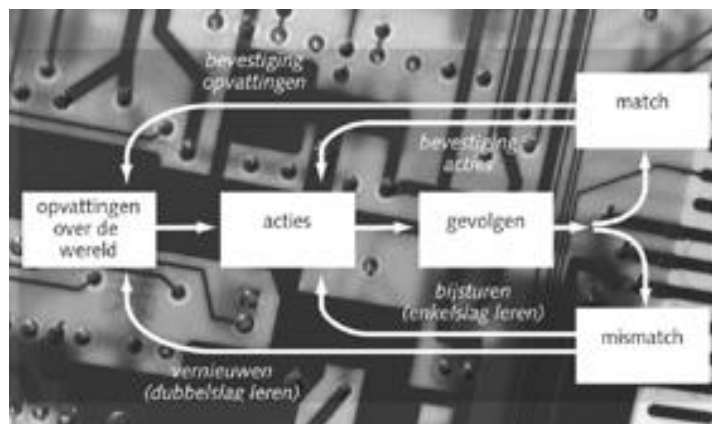 bevestiging
opvattingen
match
bevestiging
acties
opvattingen
over de
wereld
acties
gevolgen
bijsturen
(enkelslag leren)
mismatch
vernieuwen
(dubbelslag leren)